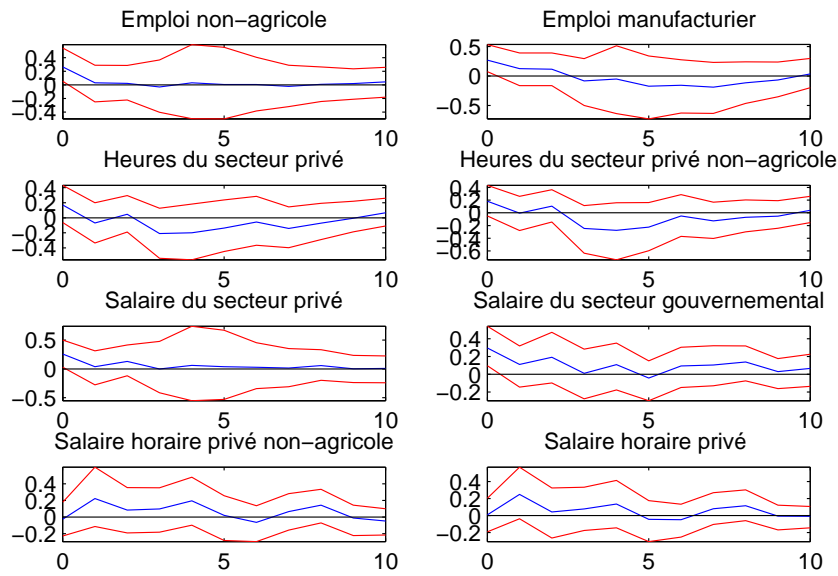 Emploi non−agricole
0.4
0.2
0
−0.2
−0.4
0 5 10
Emploi manufacturier
0.5
0
−0.5
0 5 10
Heures du secteur privé
0.4
0.2
0
−0.2
−0.4
0 5 10
Heures du secteur privé non−agricole
0.4
0.2
0
−0.2
−0.4
−0.6
0 5 10
Salaire du secteur privé
0.5
0
−0.5
0 5 10
Salaire du secteur gouvernemental
0.4
0.2
0
−0.2
0 5 10
Salaire horaire privé non−agricole
0.4
0.2
0
−0.2
0 5 10
Salaire horaire privé
0.4
0.2
0
−0.2
0 5 10